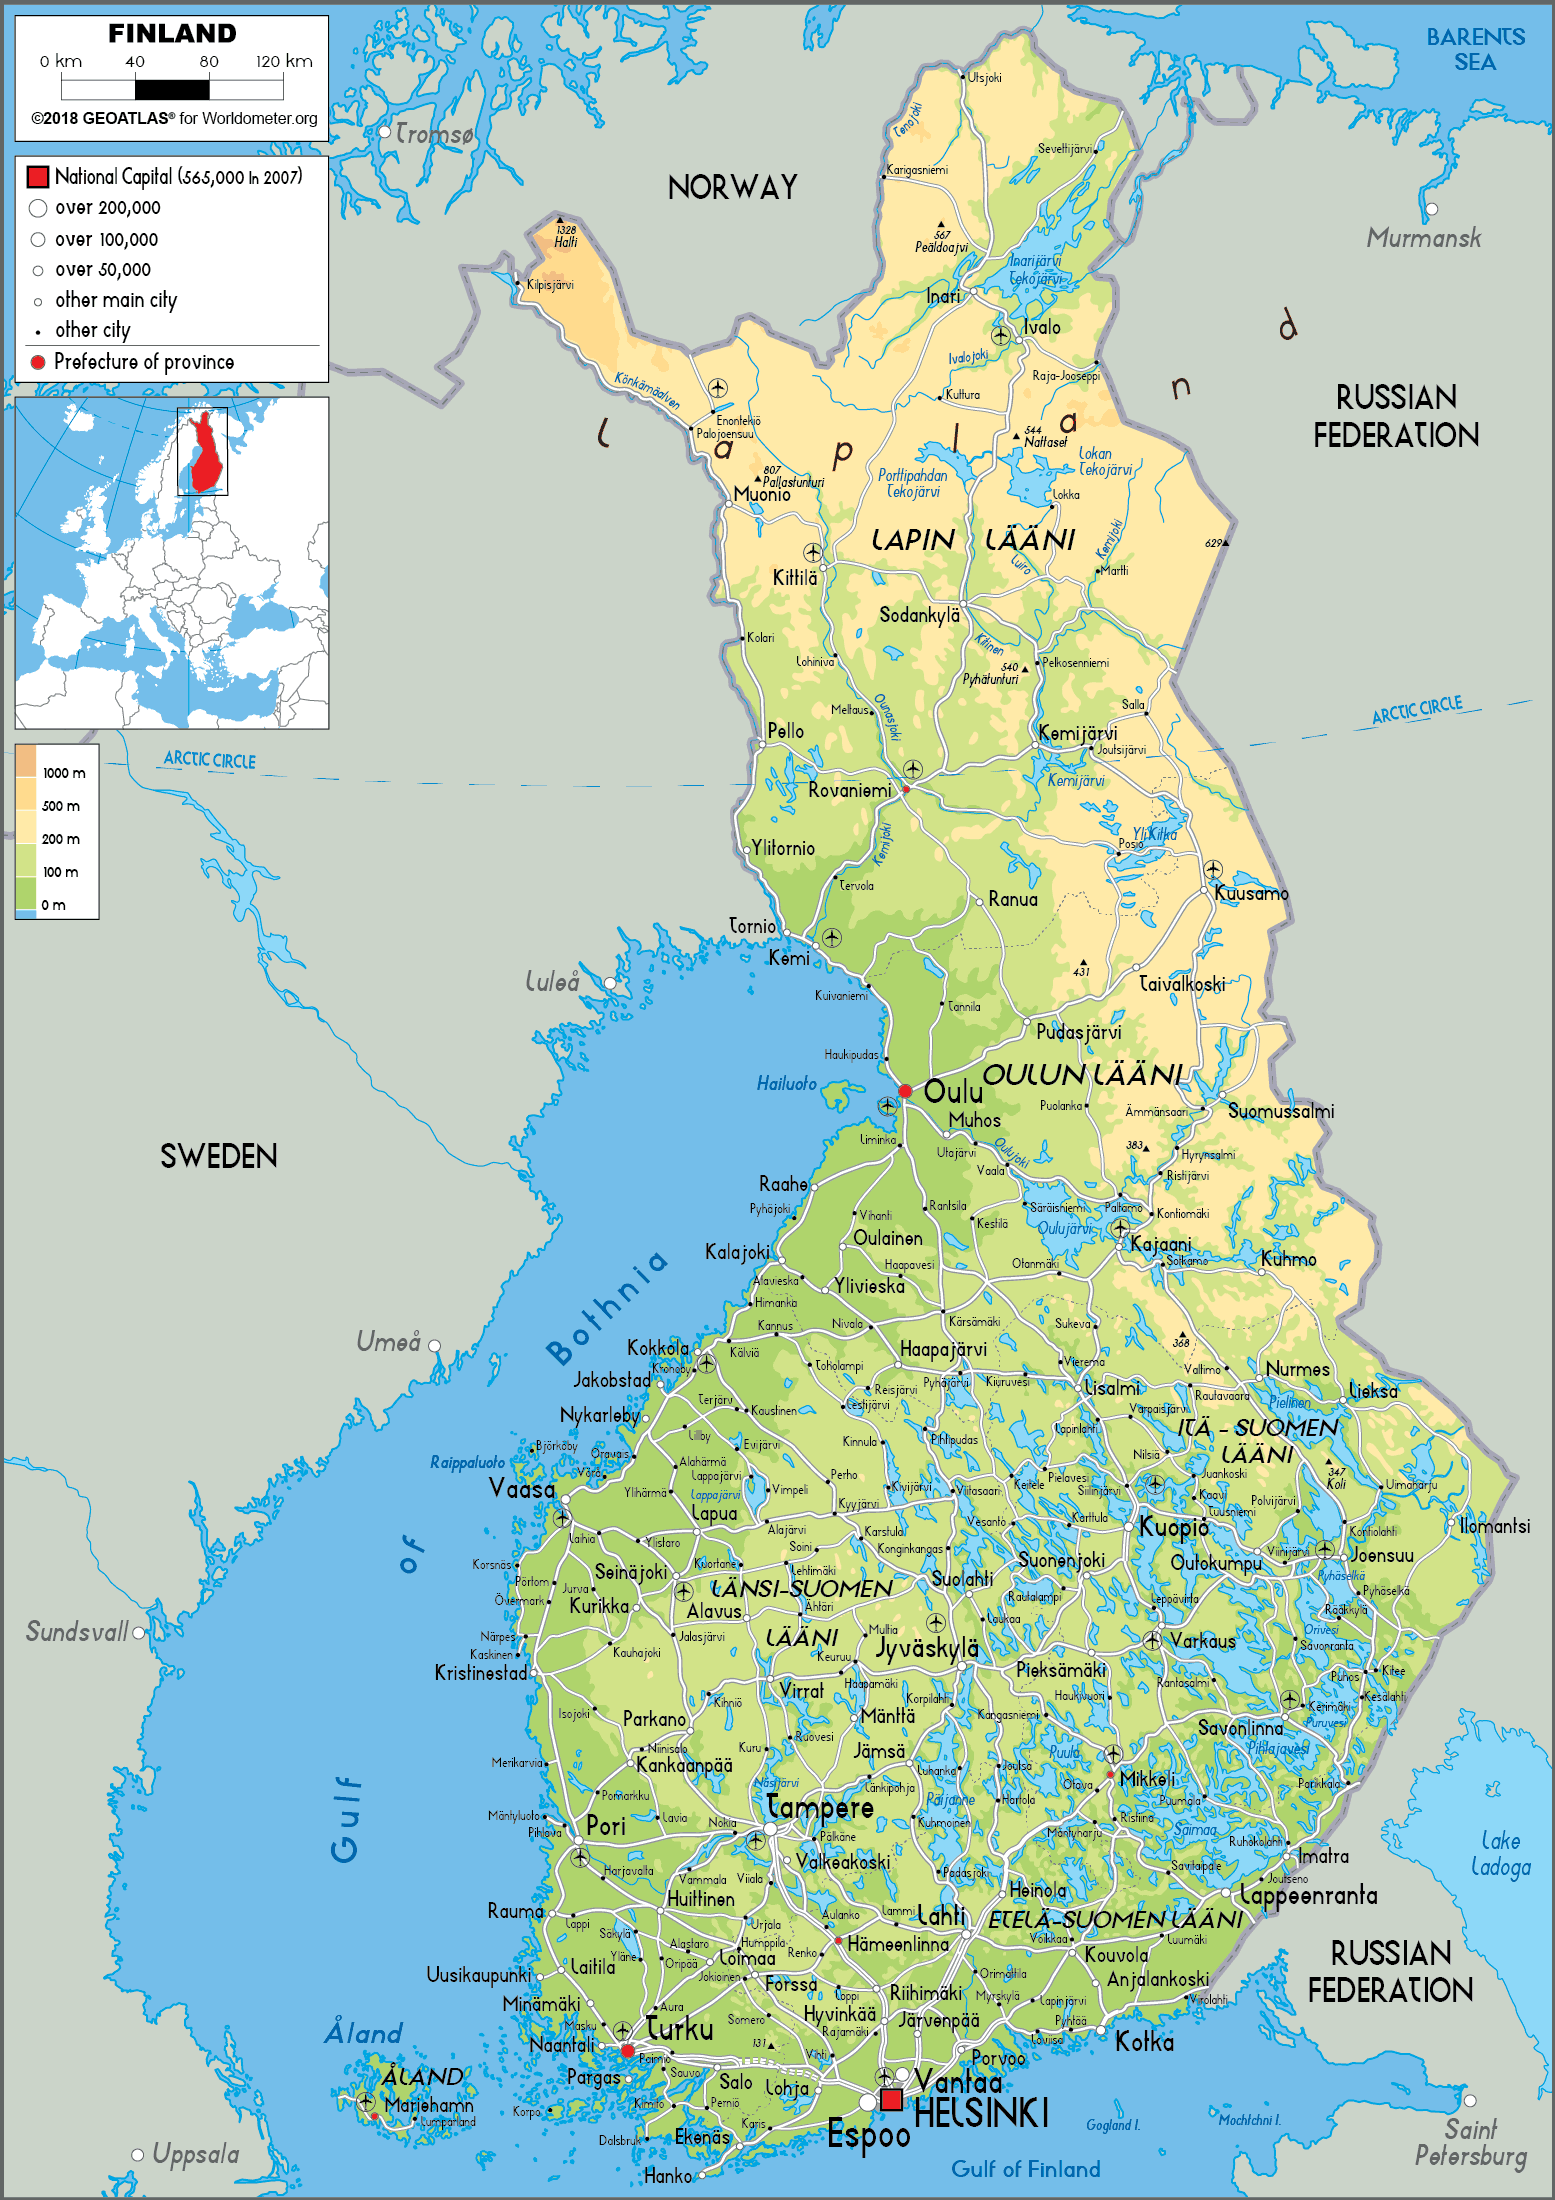 FINLAND
0 km 40 80 120 km
©2018 GEOATLAS® for Worldometer.org
National Capital (565,000 In 2007)
over 200,000
over 100,000
over 50,000
other main city
other city
Prefecture of province
1000 m
500 m
200 m
100 m
0 m
BARENTS
SEA
Tromsø
NORWAY
Murmansk
Utsjoki
Tenojoki
Sevettijärvi
Karigasniemi
567
Peäldoajvi
1328
Halti
Kilpisjärvi
Inarijärvi
Tekojärvi
Inari
Ivalo
Ivalojoki
Raja-Jooseppi
Kuttura
Könkämäälven
Enontekiö
Palojoensuu
L a p l a n d
544
Nattaset
RUSSIAN
FEDERATION
807
Pallastunturi
Muonio
Porttipahdan
Tekojärvi
Lokan
Tekojärvi
Lokka
LAPIN LÄÄNI
Kemijoki
629
Luiro
Martti
Kittilä
Sodankylä
Kitinen
Kolari
Lohiniva
540
Pyhätunturi
Pelkosenniemi
Meltaus
Ounasjoki
Salla
ARCTIC CIRCLE
Pello
Kemijärvi
Joutsijärvi
ARCTIC CIRCLE
Kemijärvi
Rovaniemi
Yli Kitka
Posio
Ylitornio
Kemijoki
Tervola
Ranua
Kuusamo
Tornio
Kemi
431
Taivalkoski
Luleå
Kuivaniemi
Tannila
Pudasjärvi
Haukipudas
Hailuoto
Oulu
OULUN LÄÄNI
Puolanka
Ämmänsaari
Suomussalmi
Muhos
Liminka
Utajärvi
Oulujoki
Vaala
383
Hyrynsalmi
Ristijärvi
SWEDEN
Raahe
Pyhäjoki
Vihanti
Rantsila
Kestilä
Säräisniemi
Paltamo
Kontiomäki
Oulujärvi
Kajaani
Kalajoki
Oulainen
Haapavesi
Otanmäki
Sotkamo
Kuhmo
Alavieska
Ylivieska
Himanka
Kannus
Nivala
Kärsämäki
Sukeva
368
Gulf of Bothnia
Umeå
Kokkola
Kälviä
Haapajärvi
Kronoby
Toholampi
Reisjärvi
Pyhäjärvi
Kiuruvesi
Vieremä
Iisalmi
Valtimo
Nurmes
Rautavaara
Lieksa
Pielinen
Jakobstad
Terjärv
Kaustinen
Lestijärvi
Varpaisjärvi
Nykarleby
Lillby
Evijärvi
Kinnula
Pihtipudas
Lapinlahti
ITÄ - SUOMEN
LÄÄNI
Raippaluoto
Björköby
Oravais
Vörå
Alahärmä
Lappajärvi
Lappajärvi
Perho
Nilsiä
Juankoski
347
Koli
Uimaharju
Vaasa
Ylihärmä
Vimpeli
Kyyjärvi
Kivijärvi
Viitasaari
Keitele
Pielavesi
Siilinjärvi
Kaavi
Tuusniemi
Polvijärvi
Lapua
Laihia
Ylistaro
Alajärvi
Karstula
Vesanto
Karttula
Kuopio
Kontiolahti
Ilomantsi
Soini
Konginkangas
Korsnäs
Seinäjoki
Kuortane
Lehtimäki
Suonenjoki
Outokumpu
Viinijärvi
Joensuu
Pyhäselkä
Pyhäselkä
Pörtom
Jurva
LÄNSI-SUOMEN
LÄÄNI
Suolahti
Rautalampi
Leppävirta
Övermark
Kurikka
Alavus
Ähtäri
Laukaa
Rääkkylä
Orivesi
Sundsvall
Närpes
Kaskinen
Kauhajoki
Jalasjärvi
Multia
Keuruu
Jyväskylä
Varkaus
Savonranta
Kristinestad
Virrat
Haapamäki
Pieksämäki
Rantasalmi
Puhos
Kitee
Kesälahti
Isojoki
Kihniö
Korpilahti
Haukivuori
Kerimäki
Parkano
Mänttä
Kangasniemi
Savonlinna
Puruvesi
Niinisalo
Ruovesi
Kuru
Jämsä
Puula
Pihlajavesi
Merikarvia
Kankaanpää
Luhanka
Joutsa
Mikkeli
Parikkala
Näsijärvi
Länkipohja
Otava
Pomarkku
Päijänne
Hartola
Puumala
Mäntyluoto
Pihlava
Pori
Lavia
Nokia
Tampere
Kuhmoinen
Ristiina
Mäntyharju
Saimaa
Pälkäne
Ruhokolahti
Imatra
Harjavalta
Vammala
Valkeakoski
Padasjoki
Savitaipale
Joutseno
Lake
Ladoga
Viiala
Huittinen
Heinola
Lappeenranta
Rauma
Lappi
Aulanko
Lammi
Lahti
ETELÄ-SUOMEN LÄÄNI
Säkylä
Urjala
Humppila
Hämeenlinna
Voikkaa
Luumäki
Alastaro
Yläne
Oripää
Loimaa
Renko
Kouvola
RUSSIAN
FEDERATION
Uusikaupunki
Laitila
Jokioinen
Forssa
Orimattila
Anjalankoski
Loppi
Riihimäki
Myrskylä
Lapinjärvi
Virolahti
Minämäki
Aura
Somero
Hyvinkää
Järvenpää
Masku
Turku
Rajamäki
Pyhtää
Loviisa
Kotka
Åland
Naantali
131
Vihti
Porvoo
Paimio
Sauvo
ÅLAND
Pargas
Salo
Lohja
Vantaa
Mariehamn
Lumparland
Korpo
Kimito
Perniö
HELSINKI
Espoo
Karis
Gogland I.
Mochtchni I.
Saint
Petersburg
Dalsbruk
Ekenäs
Uppsala
Hanko
Gulf of Finland